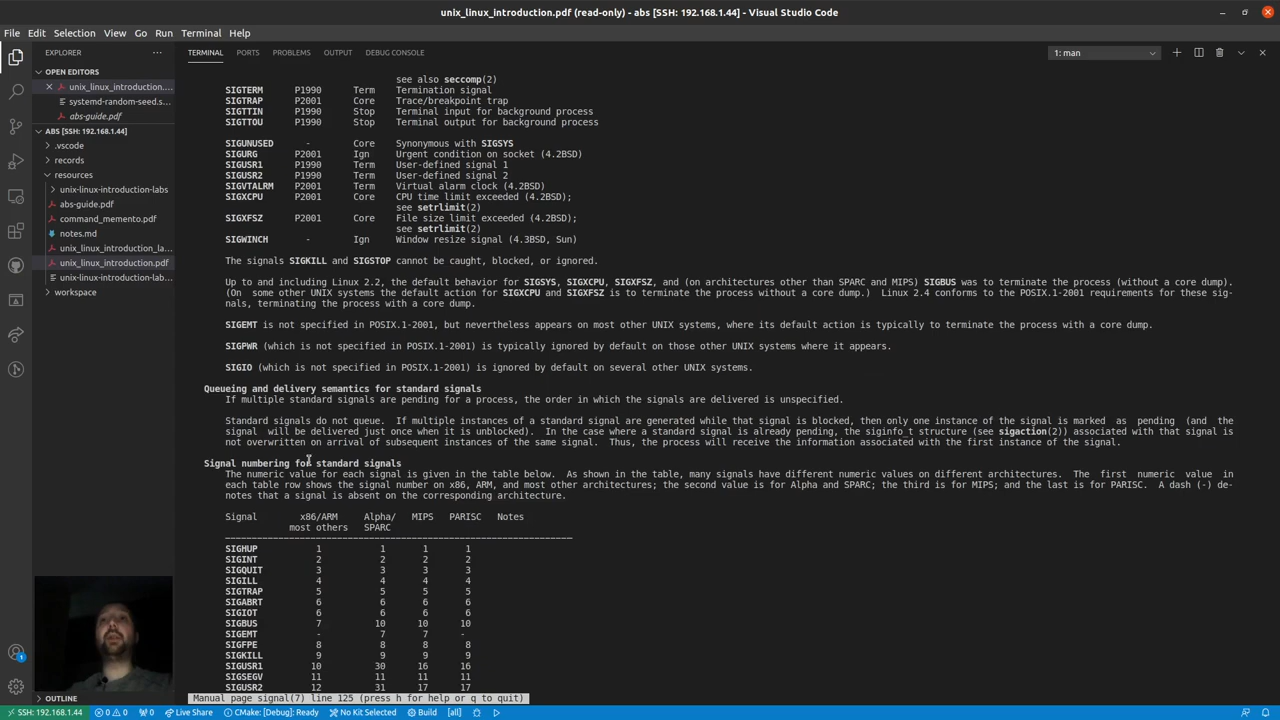 unix_linux_introduction.pdf (read-only) - abs [SSH: 192.168.1.44] - Visual Studio Code
File Edit Selection View Go Run Terminal Help
EXPLORER
OPEN EDITORS
unix_linux_introduction....
systemd-random-seed.s...
abs-guide.pdf
ABS [SSH: 192.168.1.44]
.vscode
records
resources
unix-linux-introduction-labs
abs-guide.pdf
command_memento.pdf
notes.md
unix_linux_introduction_la...
unix_linux_introduction.pdf
unix-linux-introduction-lab...
workspace
OUTLINE
TERMINAL PORTS PROBLEMS OUTPUT DEBUG CONSOLE
1: man
see also seccomp(2)
SIGTERM P1990 Term Termination signal
SIGTRAP P2001 Core Trace/breakpoint trap
SIGTTIN P1990 Stop Terminal input for background process
SIGTTOU P1990 Stop Terminal output for background process
SIGUNUSED - Core Synonymous with SIGSYS
SIGURG P2001 Ign Urgent condition on socket (4.2BSD)
SIGUSR1 P1990 Term User-defined signal 1
SIGUSR2 P1990 Term User-defined signal 2
SIGVTALRM P2001 Term Virtual alarm clock (4.2BSD)
SIGXCPU P2001 Core CPU time limit exceeded (4.2BSD);
see setrlimit(2)
SIGXFSZ P2001 Core File size limit exceeded (4.2BSD);
see setrlimit(2)
SIGWINCH - Ign Window resize signal (4.3BSD, Sun)
The signals SIGKILL and SIGSTOP cannot be caught, blocked, or ignored.
Up to and including Linux 2.2, the default behavior for SIGSYS, SIGXCPU, SIGXFSZ, and (on architectures other than SPARC and MIPS) SIGBUS was to terminate the process (without a core dump).
(On some other UNIX systems the default action for SIGXCPU and SIGXFSZ is to terminate the process without a core dump.) Linux 2.4 conforms to the POSIX.1-2001 requirements for these sig-
nals, terminating the process with a core dump.
SIGEMT is not specified in POSIX.1-2001, but nevertheless appears on most other UNIX systems, where its default action is typically to terminate the process with a core dump.
SIGPWR (which is not specified in POSIX.1-2001) is typically ignored by default on those other UNIX systems where it appears.
SIGIO (which is not specified in POSIX.1-2001) is ignored by default on several other UNIX systems.
Queueing and delivery semantics for standard signals
If multiple standard signals are pending for a process, the order in which the signals are delivered is unspecified.
Standard signals do not queue. If multiple instances of a standard signal are generated while that signal is blocked, then only one instance of the signal is marked as pending (and the
signal will be delivered just once when it is unblocked). In the case where a standard signal is already pending, the siginfo_t structure (see sigaction(2)) associated with that signal is
not overwritten on arrival of subsequent instances of the same signal. Thus, the process will receive the information associated with the first instance of the signal.
Signal numbering for standard signals
The numeric value for each signal is given in the table below. As shown in the table, many signals have different numeric values on different architectures. The first numeric value in
each table row shows the signal number on x86, ARM, and most other architectures; the second value is for Alpha and SPARC; the third is for MIPS; and the last is for PARISC. A dash (-) de-
notes that a signal is absent on the corresponding architecture.
Signal x86/ARM Alpha/ MIPS PARISC Notes
most others SPARC
SIGHUP 1 1 1 1
SIGINT 2 2 2 2
SIGQUIT 3 3 3 3
SIGILL 4 4 4 4
SIGTRAP 5 5 5 5
SIGABRT 6 6 6 6
SIGIOT 6 6 6 6
SIGBUS 7 10 10 10
SIGEMT - 7 7 -
SIGFPE 8 8 8 8
SIGKILL 9 9 9 9
SIGUSR1 10 30 16 16
SIGSEGV 11 11 11 11
SIGUSR2 12 31 17 17
Manual page signal(7) line 125 (press h for help or q to quit)
SSH: 192.168.1.44 0 0 0 Live Share CMake: [Debug]: Ready No Kit Selected Build [all]